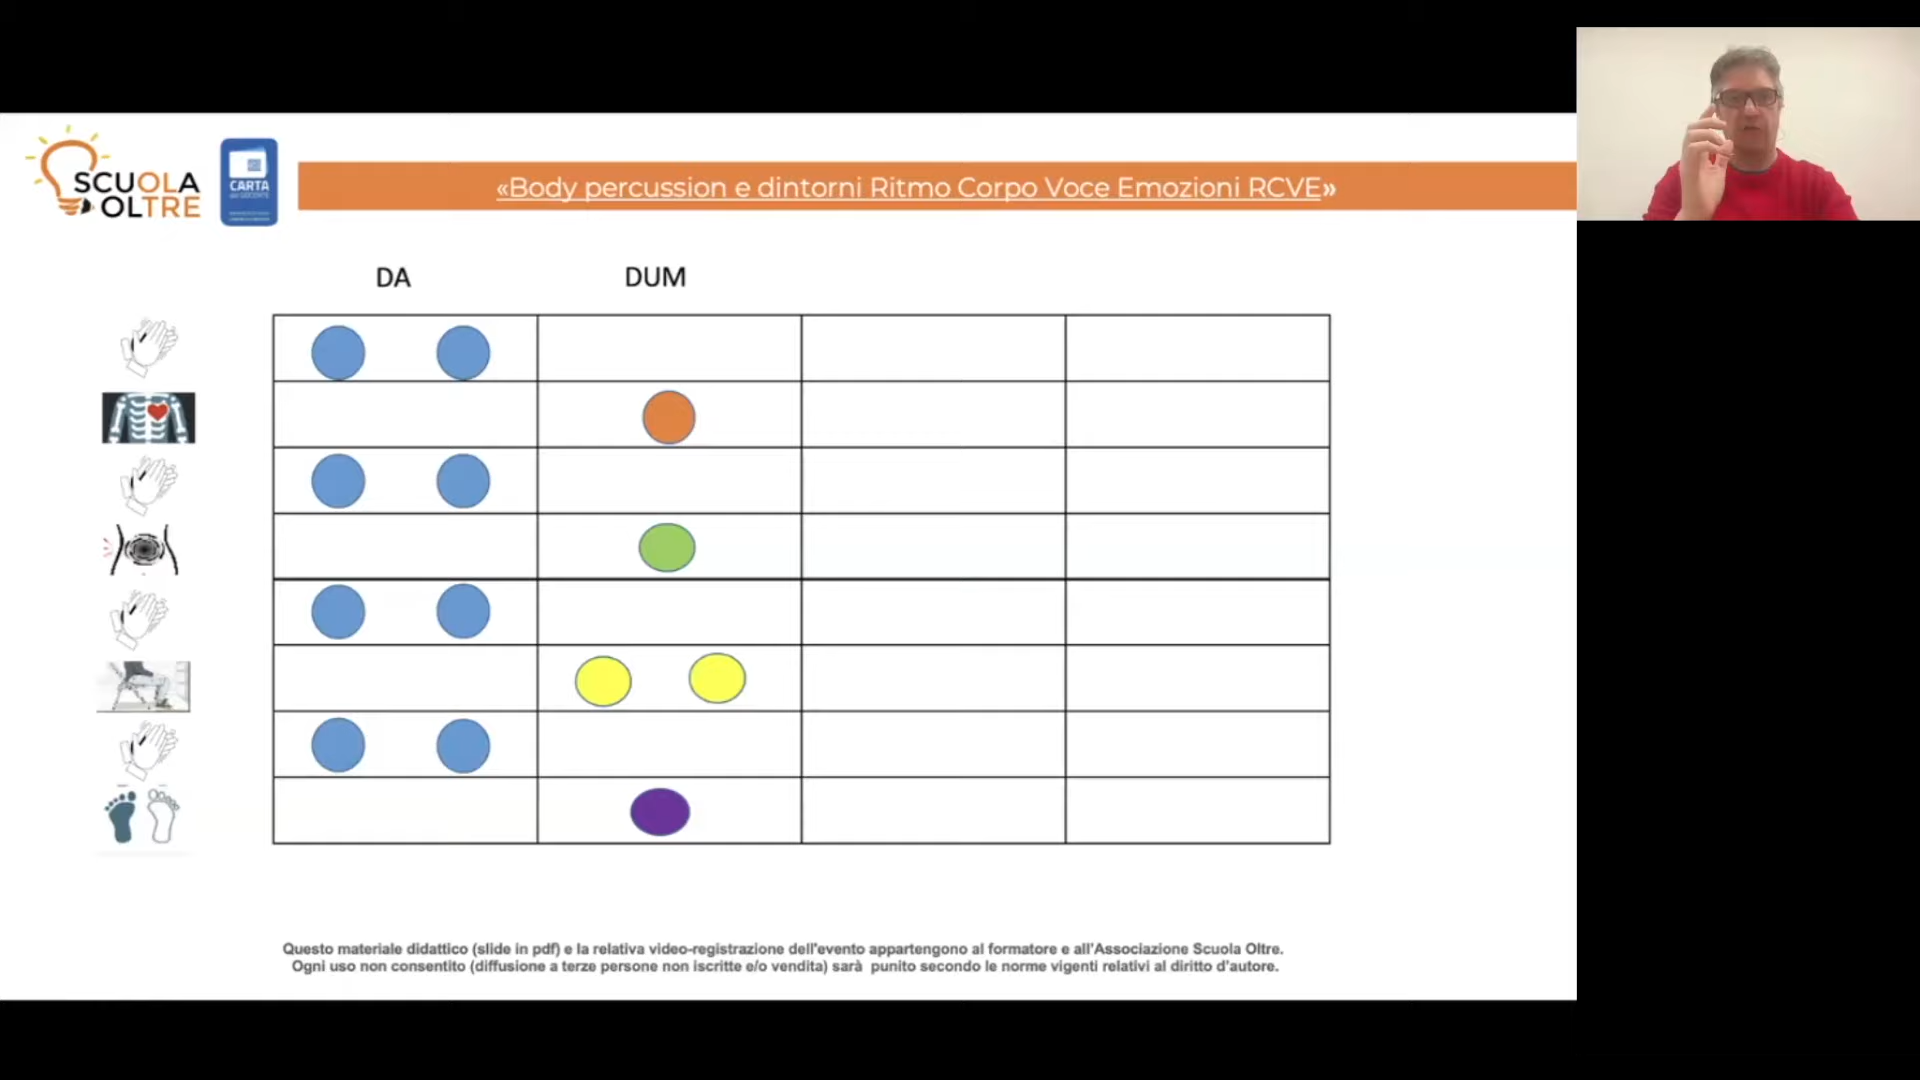 SCUOLA
OLTRE
CARTA
«Body percussion e dintorni Ritmo Corpo Voce Emozioni RCVE»
DA DUM
Questo materiale didattico (slide in pdf) e la relativa video-registrazione dell'evento appartengono al formatore e all'Associazione Scuola Oltre.
Ogni uso non consentito (diffusione a terze persone non iscritte e/o vendita) sarà punito secondo le norme vigenti relativi al diritto d'autore.